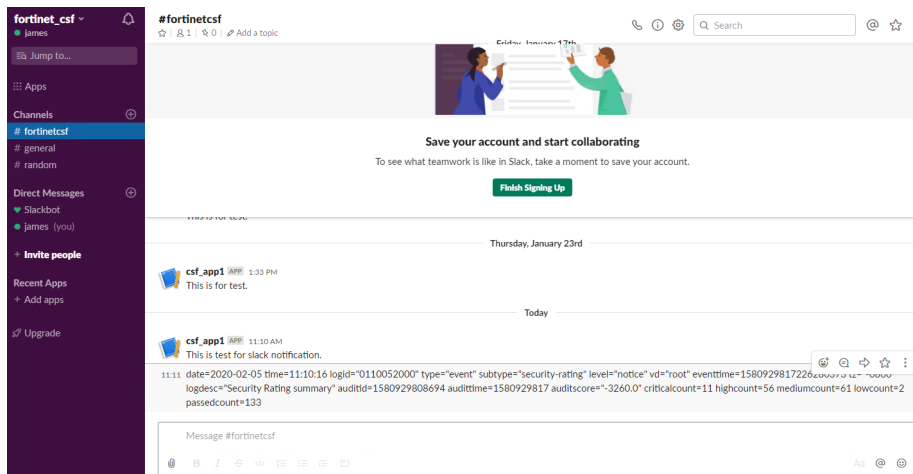 fortinet_csf
james
Jump to...
Apps
Channels
# fortinetcsf
# general
# random
Direct Messages
Slackbot
james (you)
+ Invite people
Recent Apps
+ Add apps
Upgrade
#fortinetcsf
1 | 0 | Add a topic
Search
Friday, January 17th
Save your account and start collaborating
To see what teamwork is like in Slack, take a moment to save your account.
Finish Signing Up
This is for test.
Thursday, January 23rd
csf_app1 APP 1:33 PM
This is for test.
Today
csf_app1 APP 11:10 AM
This is test for slack notification.
11:11 date=2020-02-05 time=11:10:16 logid="0110052000" type="event" subtype="security-rating" level="notice" vd="root"
logdesc="Security Rating summary" auditid=1580929808694 audittime=1580929817 auditscore="-3260.0" criticalcount=11 highcount=56 mediumcount=61 lowcount=2
passedcount=133
Message #fortinetcsf
B I S
Aa @